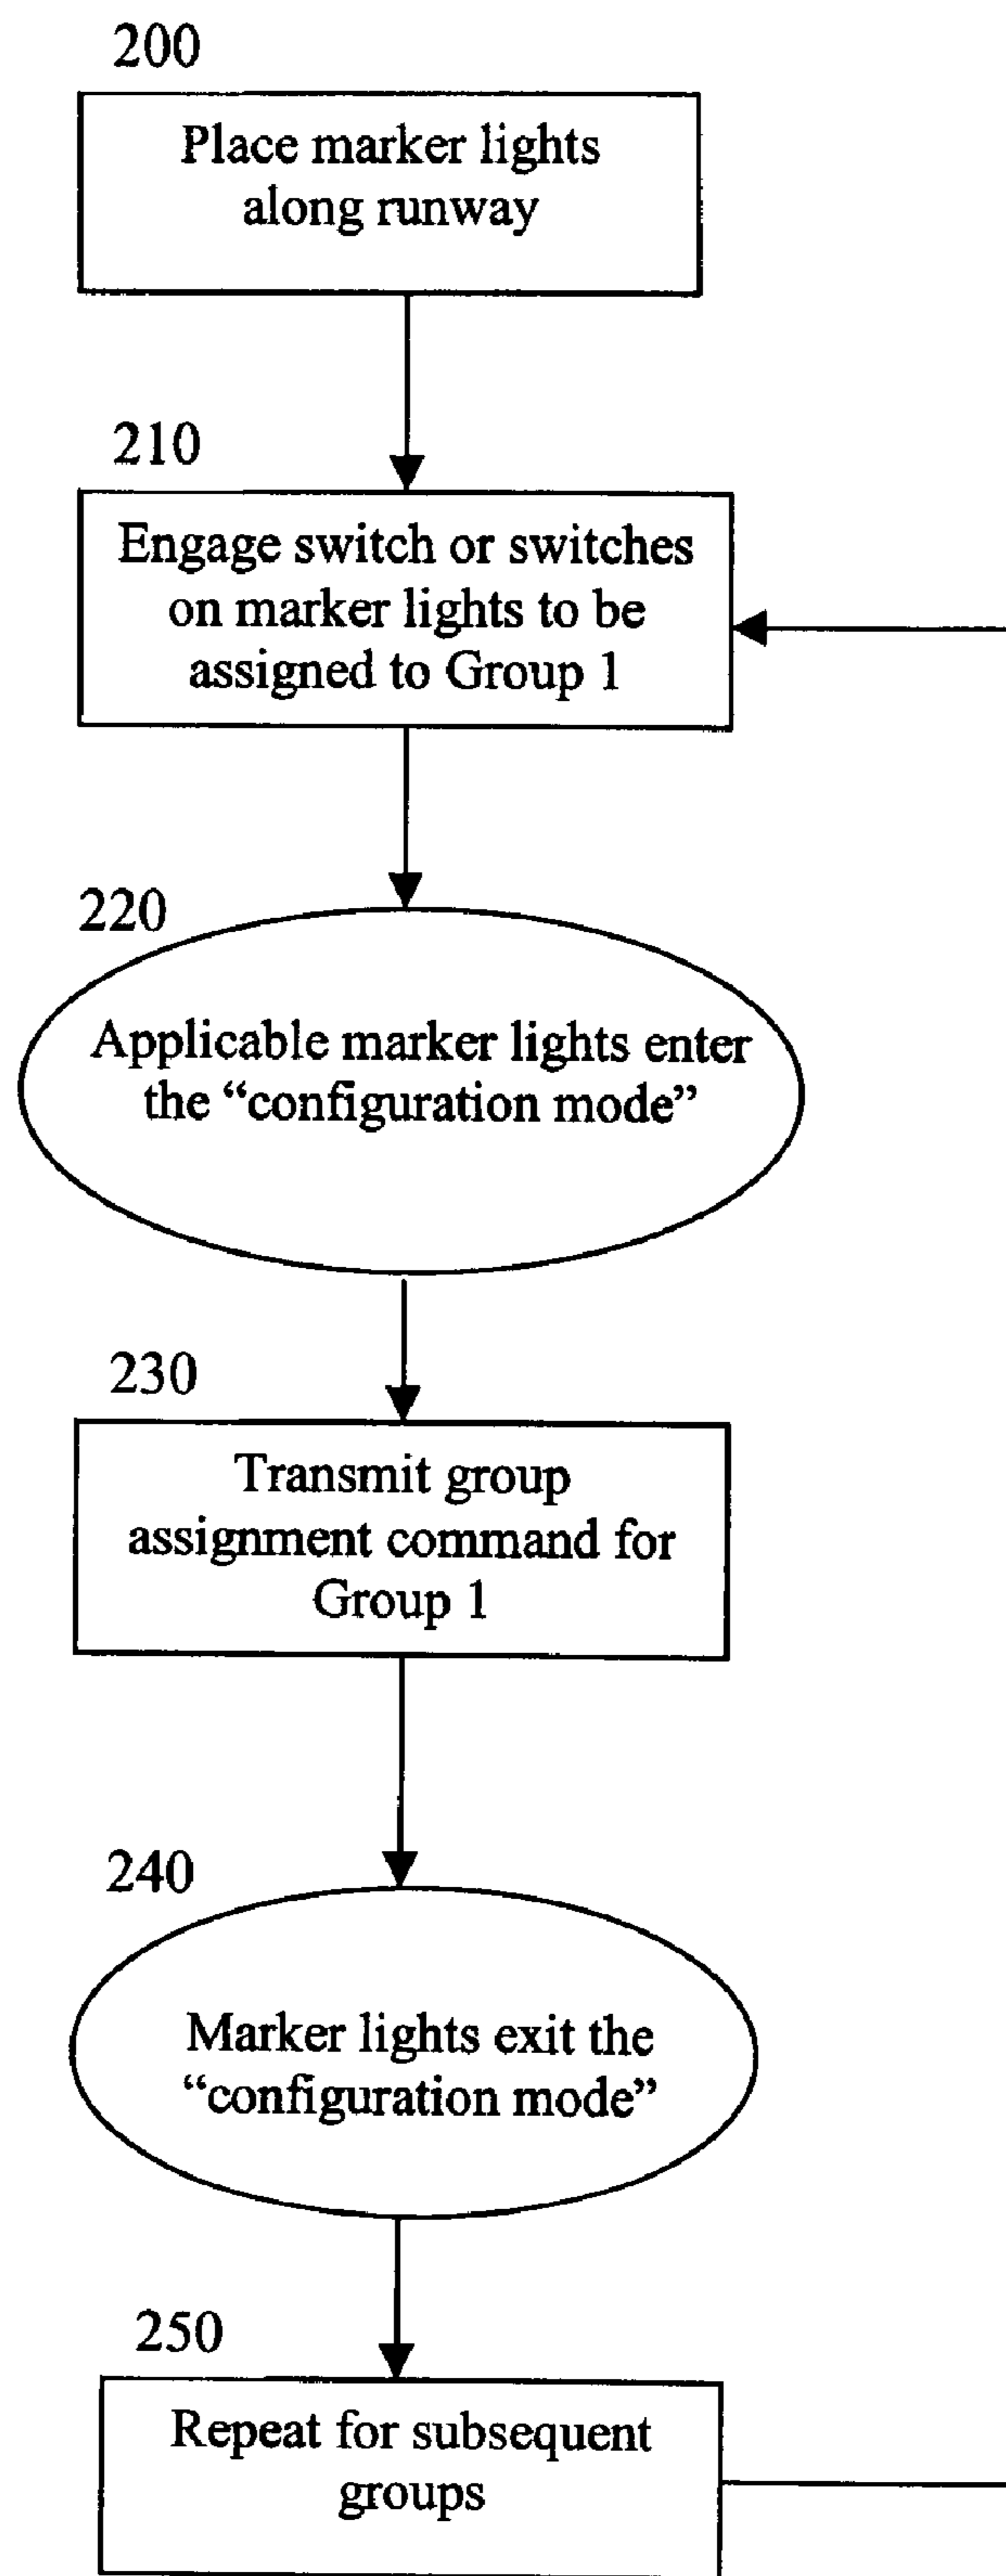 200
Place marker lights
along runway
210
Engage switch or switches
on marker lights to be
assigned to Group 1
220
Applicable marker lights enter
the “configuration mode”
230
Transmit group
assignment command for
Group 1
240
Marker lights exit the
“configuration mode”
250
Repeat for subsequent
groups